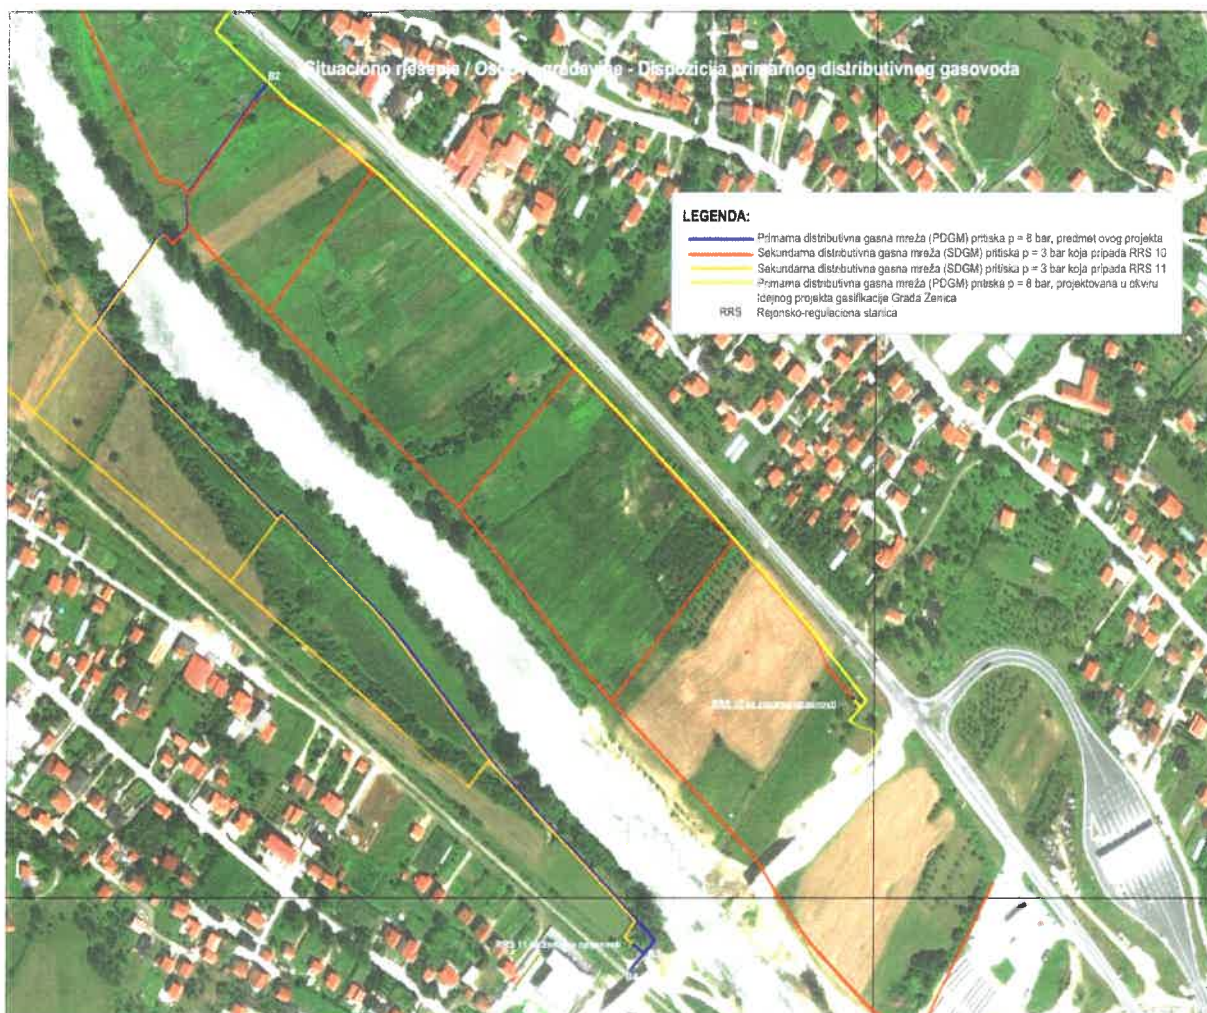 B2
Situaciono rješenje / Osnova građevine - Dispozicija primarnog distributivnog gasovoda
LEGENDA:
Primarna distributivna gasna mreža (PDGM) pritiska p = 8 bar, predmet ovog projekta
Sekundarna distributivna gasna mreža (SDGM) pritiska p = 3 bar koja pripada RRS 10
Sekundarna distributivna gasna mreža (SDGM) pritiska p = 3 bar koja pripada RRS 11
Primarna distributivna gasna mreža (PDGM) pritiska p = 8 bar, projektovana u okviru
Idejnog projekta gasifikacije Grada Zenica
RRS Rejonsko-regulaciona stanica
RRS
RRS 11